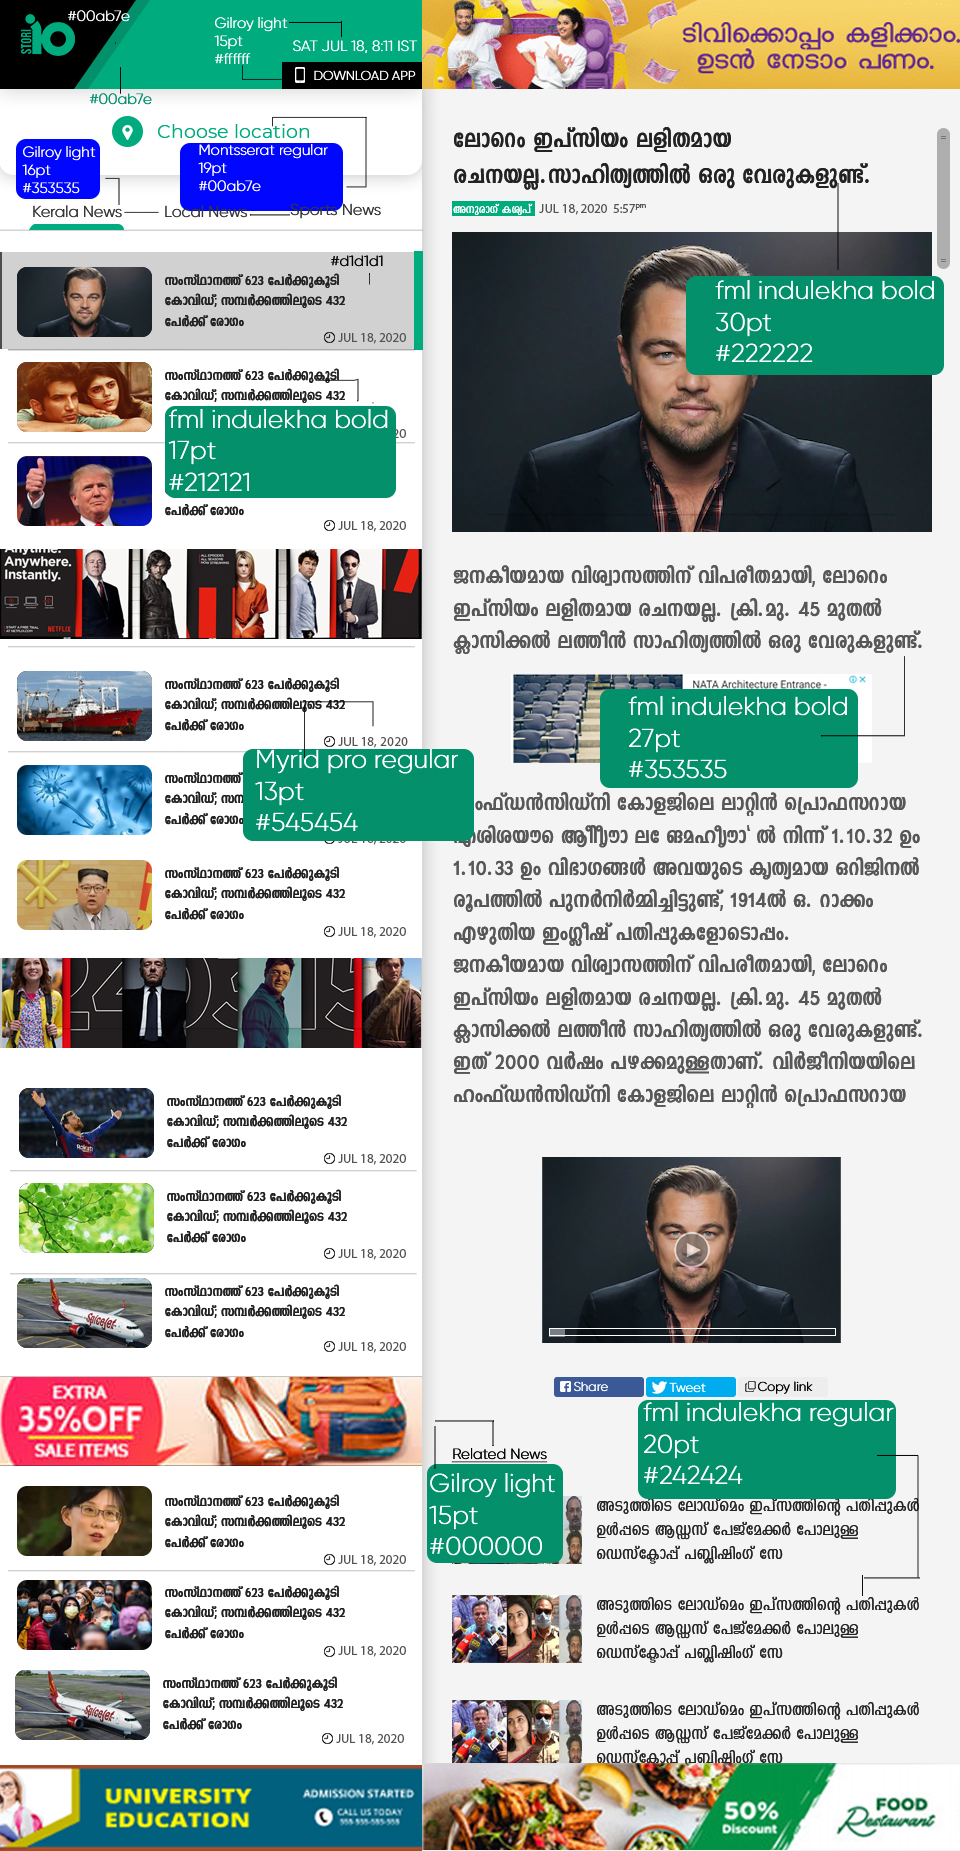 STORI
iO
#00ab7e
Gilroy light
15pt
#ffffff
SAT JUL 18, 8:11 IST
DOWNLOAD APP
#00ab7e
Choose location
Gilroy light
16pt
#353535
Montsserat regular
19pt
#00ab7e
Kerala News
Local News
Sports News
#d1d1d1
സംസ്ഥാനത്ത് 623 പേർക്കുകൂടി
കോവിഡ്; സമ്പർക്കത്തിലൂടെ 432
പേർക്ക് രോഗം
JUL 18, 2020
സംസ്ഥാനത്ത് 623 പേർക്കുകൂടി
കോവിഡ്; സമ്പർക്കത്തിലൂടെ 432
20
fml indulekha bold
17pt
#212121
പേർക്ക് രോഗം
JUL 18, 2020
Anytime.
Anywhere.
Instantly.
NETFLIX
സംസ്ഥാനത്ത് 623 പേർക്കുകൂടി
കോവിഡ്; സമ്പർക്കത്തിലൂടെ 432
പേർക്ക് രോഗം
JUL 18, 2020
സംസ്ഥാനത്ത്
കോവിഡ്; സമ്പ
പേർക്ക് രോഗം
Myrid pro regular
13pt
#545454
സംസ്ഥാനത്ത് 623 പേർക്കുകൂടി
കോവിഡ്; സമ്പർക്കത്തിലൂടെ 432
പേർക്ക് രോഗം
JUL 18, 2020
സംസ്ഥാനത്ത് 623 പേർക്കുകൂടി
കോവിഡ്; സമ്പർക്കത്തിലൂടെ 432
പേർക്ക് രോഗം
JUL 18, 2020
സംസ്ഥാനത്ത് 623 പേർക്കുകൂടി
കോവിഡ്; സമ്പർക്കത്തിലൂടെ 432
പേർക്ക് രോഗം
JUL 18, 2020
SpiceJet
സംസ്ഥാനത്ത് 623 പേർക്കുകൂടി
കോവിഡ്; സമ്പർക്കത്തിലൂടെ 432
പേർക്ക് രോഗം
JUL 18, 2020
EXTRA
35%OFF
SALE ITEMS
സംസ്ഥാനത്ത് 623 പേർക്കുകൂടി
കോവിഡ്; സമ്പർക്കത്തിലൂടെ 432
പേർക്ക് രോഗം
JUL 18, 2020
സംസ്ഥാനത്ത് 623 പേർക്കുകൂടി
കോവിഡ്; സമ്പർക്കത്തിലൂടെ 432
പേർക്ക് രോഗം
JUL 18, 2020
SpiceJet
സംസ്ഥാനത്ത് 623 പേർക്കുകൂടി
കോവിഡ്; സമ്പർക്കത്തിലൂടെ 432
പേർക്ക് രോഗം
JUL 18, 2020
UNIVERSITY
EDUCATION
ADMISSION STARTED
CALL US TODAY
555-555-555-555
ടിവിക്കൊപ്പം കളിക്കാം.
ഉടൻ നേടാം പണം.
ലോറെം ഇപ്സിയം ലളിതമായ
രചനയല്ല.സാഹിത്യത്തിൽ ഒരു വേരുകളുണ്ട്.
അനുരാഗ് കശ്യപ് JUL 18, 2020 5:57pm
fml indulekha bold
30pt
#222222
ജനകീയമായ വിശ്വാസത്തിന് വിപരീതമായി, ലോറെം
ഇപ്സിയം ലളിതമായ രചനയല്ല. ക്രി.മു. 45 മുതൽ
ക്ലാസിക്കൽ ലത്തീൻ സാഹിത്യത്തിൽ ഒരു വേരുകളുണ്ട്.
NATA Architecture Entrance -
fml indulekha bold
27pt
#353535
ഹംഫ്ഡൻസിഡ്നി കോളജിലെ ലാറ്റിൻ പ്രൊഫസറായ
ൽ നിന്ന് 1.10.32 ഉം
1.10.33 ഉം വിഭാഗങ്ങൾ അവയുടെ കൃത്യമായ ഒറിജിനൽ
രൂപത്തിൽ പുനർനിർമ്മിച്ചിട്ടുണ്ട്, 1914ൽ ഒ. റാക്കം
എഴുതിയ ഇംഗ്ലീഷ് പതിപ്പുകളോടൊപ്പം.
ജനകീയമായ വിശ്വാസത്തിന് വിപരീതമായി, ലോറെം
ഇപ്സിയം ലളിതമായ രചനയല്ല. ക്രി.മു. 45 മുതൽ
ക്ലാസിക്കൽ ലത്തീൻ സാഹിത്യത്തിൽ ഒരു വേരുകളുണ്ട്.
ഇത് 2000 വർഷം പഴക്കമുള്ളതാണ്. വിർജീനിയയിലെ
ഹംഫ്ഡൻസിഡ്നി കോളജിലെ ലാറ്റിൻ പ്രൊഫസറായ
Share
Tweet
Copy link
fml indulekha regular
20pt
#242424
Related News
Gilroy light
15pt
#000000
അടുത്തിടെ ലോഡ്മെം ഇപ്സത്തിന്റെ പതിപ്പുകൾ
ഉൾപ്പടെ ആഡ്ഡസ് പേജ്മേക്കർ പോലുള്ള
ഡെസ്ക്ടോപ്പ് പബ്ലിഷിംഗ് സേ
അടുത്തിടെ ലോഡ്മെം ഇപ്സത്തിന്റെ പതിപ്പുകൾ
ഉൾപ്പടെ ആഡ്ഡസ് പേജ്മേക്കർ പോലുള്ള
ഡെസ്ക്ടോപ്പ് പബ്ലിഷിംഗ് സേ
അടുത്തിടെ ലോഡ്മെം ഇപ്സത്തിന്റെ പതിപ്പുകൾ
ഉൾപ്പടെ ആഡ്ഡസ് പേജ്മേക്കർ പോലുള്ള
ഡെസ്ക്ടോപ്പ് പബ്ലിഷിംഗ് സേ
50%
Discount
FOOD
Restaurant